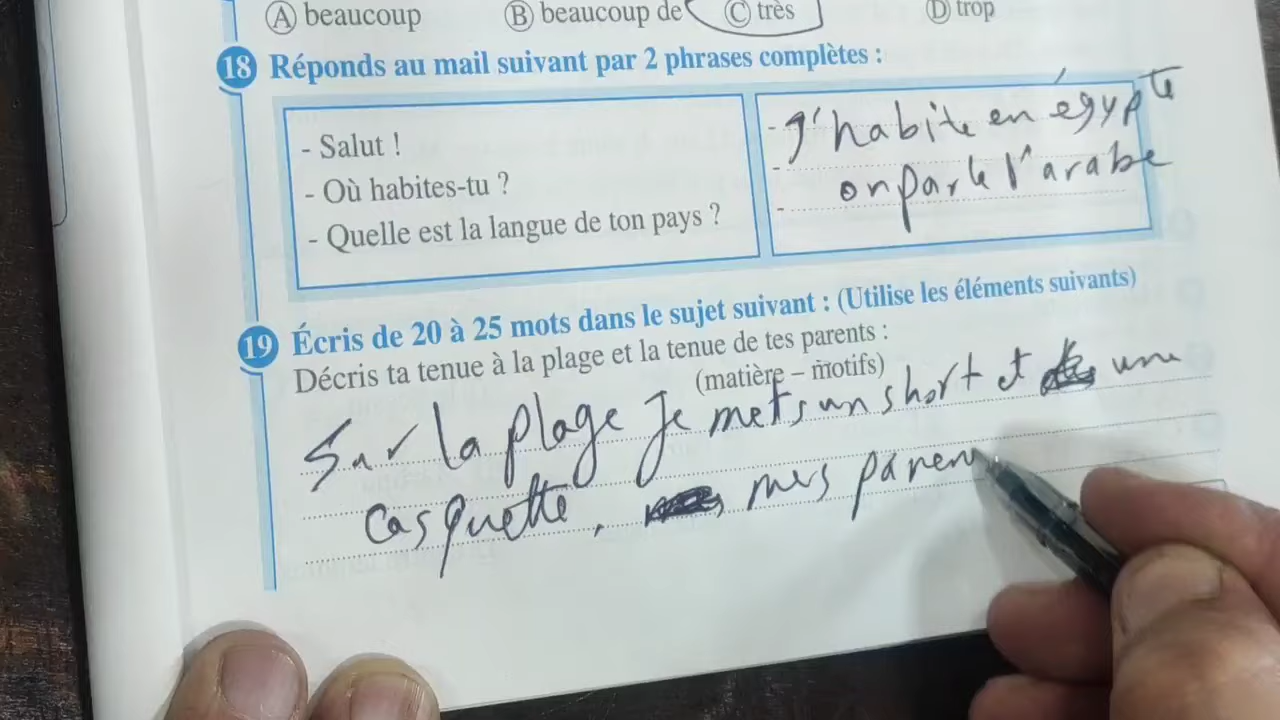 Ⓐ beaucoup Ⓑ beaucoup de Ⓒ très Ⓓ trop
18 Réponds au mail suivant par 2 phrases complètes :
- Salut !
- Où habites-tu ?
- Quelle est la langue de ton pays ?
- J'habite en égypte
- on parle l'arabe
-
19 Écris de 20 à 25 mots dans le sujet suivant : (Utilise les éléments suivants)
Décris ta tenue à la plage et la tenue de tes parents :
(matière – motifs)
Sur la plage Je mets un short et une
casquette, mes paren